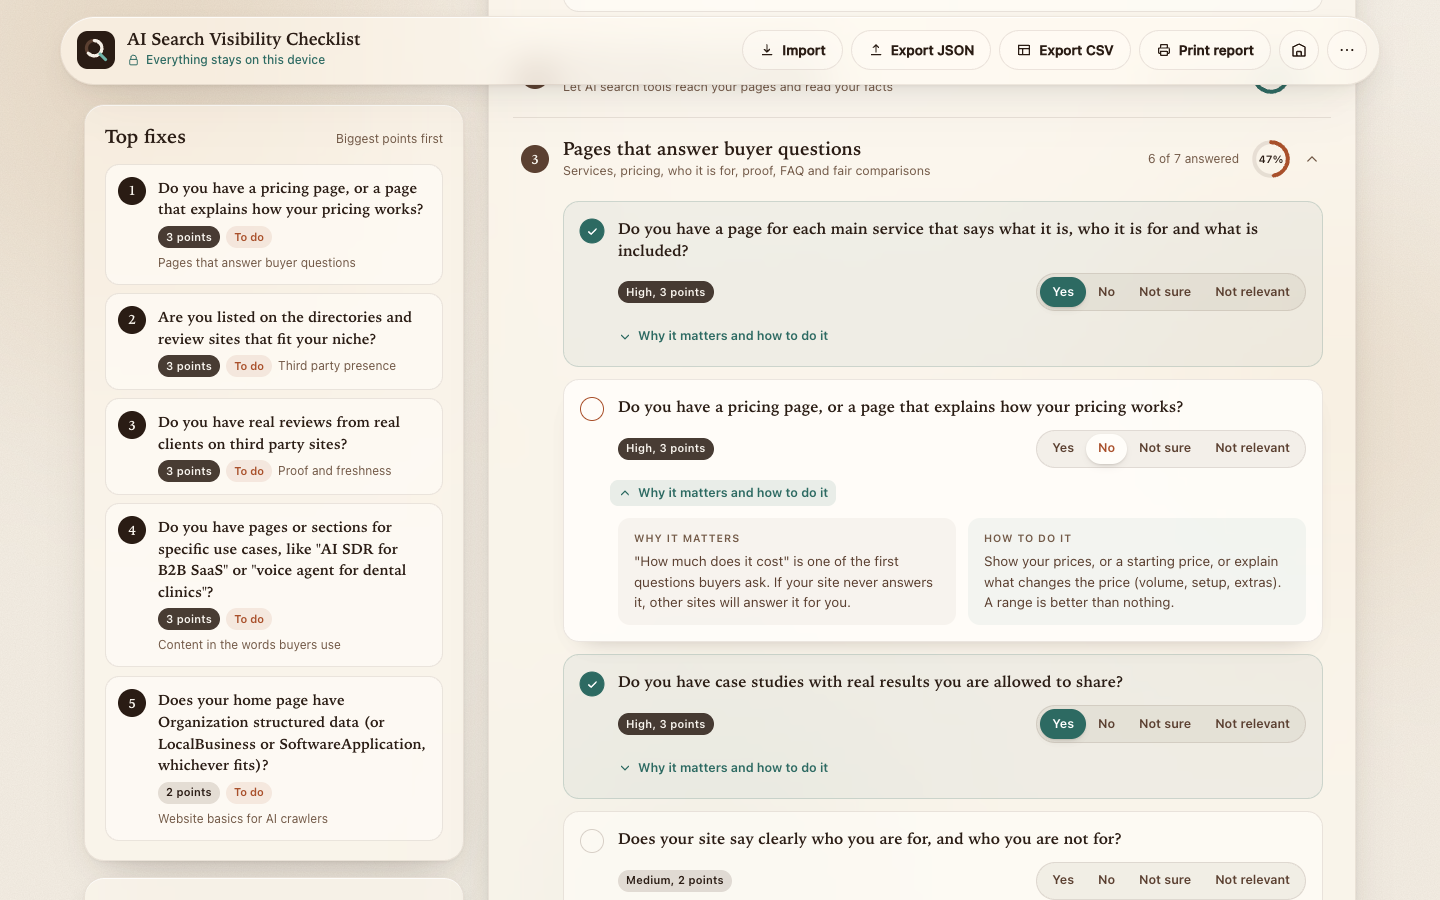 AI Search Visibility Checklist
Everything stays on this device
Import
Export JSON
Export CSV
Print report
Let AI search tools reach your pages and read your facts
Top fixes
Biggest points first
1
Do you have a pricing page, or a page
that explains how your pricing works?
3 points
To do
Pages that answer buyer questions
2
Are you listed on the directories and
review sites that fit your niche?
3 points
To do
Third party presence
3
Do you have real reviews from real
clients on third party sites?
3 points
To do
Proof and freshness
4
Do you have pages or sections for
specific use cases, like "AI SDR for
B2B SaaS" or "voice agent for dental
clinics"?
3 points
To do
Content in the words buyers use
5
Does your home page have
Organization structured data (or
LocalBusiness or SoftwareApplication,
whichever fits)?
2 points
To do
Website basics for AI crawlers
3
Pages that answer buyer questions
Services, pricing, who it is for, proof, FAQ and fair comparisons
6 of 7 answered
47%
Do you have a page for each main service that says what it is, who it is for and what is
included?
High, 3 points
Yes No Not sure Not relevant
Why it matters and how to do it
Do you have a pricing page, or a page that explains how your pricing works?
High, 3 points
Yes No Not sure Not relevant
Why it matters and how to do it
WHY IT MATTERS
"How much does it cost" is one of the first
questions buyers ask. If your site never answers
it, other sites will answer it for you.
HOW TO DO IT
Show your prices, or a starting price, or explain
what changes the price (volume, setup, extras).
A range is better than nothing.
Do you have case studies with real results you are allowed to share?
High, 3 points
Yes No Not sure Not relevant
Why it matters and how to do it
Does your site say clearly who you are for, and who you are not for?
Medium, 2 points
Yes No Not sure Not relevant